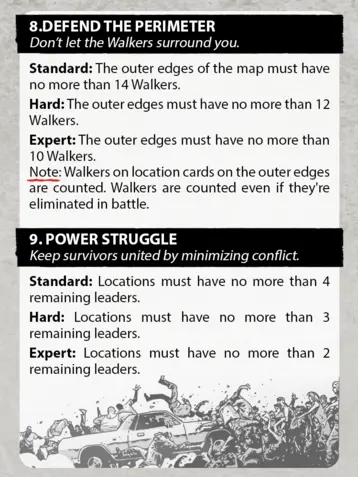 8.DEFEND THE PERIMETER
Don't let the Walkers surround you.
Standard: The outer edges of the map must have
no more than 14 Walkers.
Hard: The outer edges must have no more than 12
Walkers.
Expert: The outer edges must have no more than
10 Walkers.
Note: Walkers on location cards on the outer edges
are counted. Walkers are counted even if they're
eliminated in battle.
9. POWER STRUGGLE
Keep survivors united by minimizing conflict.
Standard: Locations must have no more than 4
remaining leaders.
Hard: Locations must have no more than 3
remaining leaders.
Expert: Locations must have no more than 2
remaining leaders.